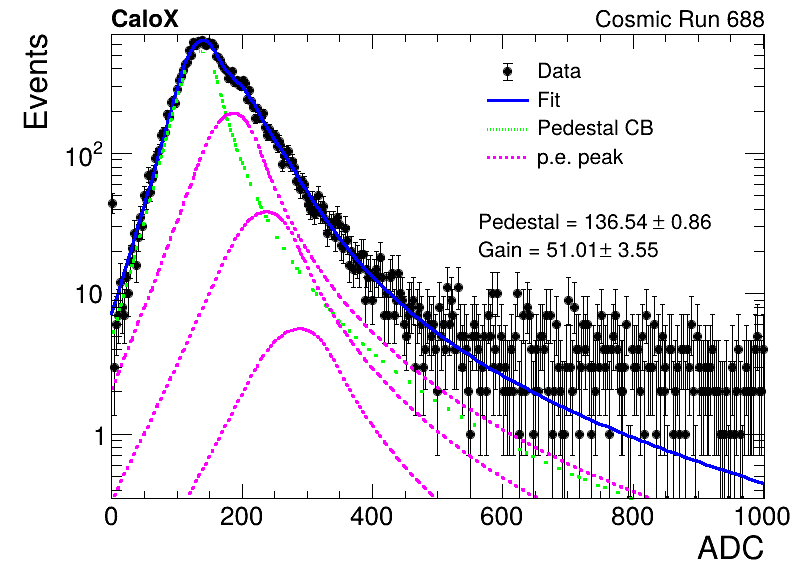 CaloX Cosmic Run 688
Events
Data
Fit
Pedestal CB
p.e. peak
Pedestal = 136.54 ± 0.86
Gain = 51.01± 3.55
10²
10
1
0 200 400 600 800 1000
ADC